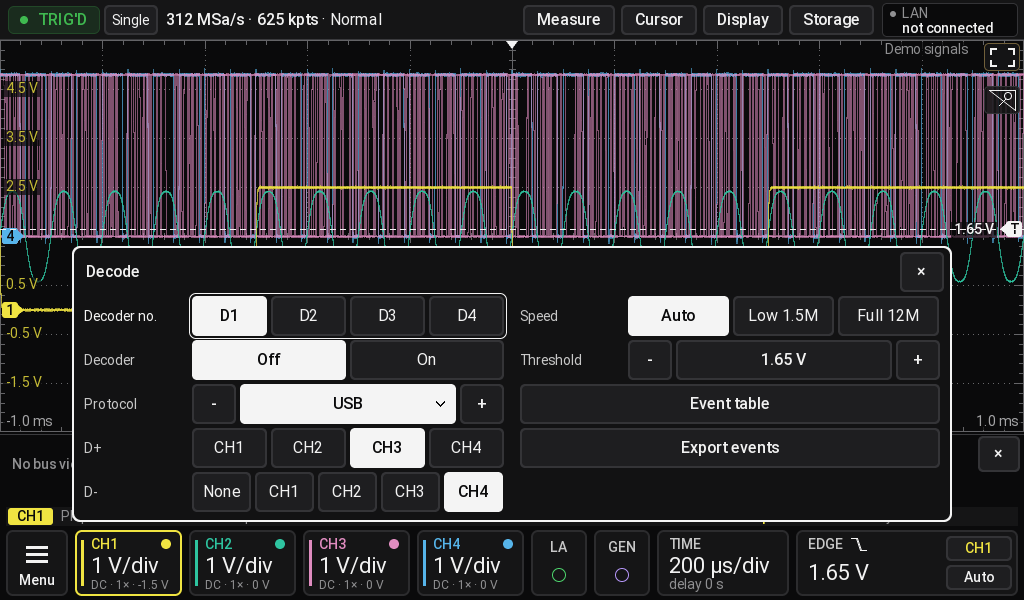 TRIG'D Single 312 MSa/s · 625 kpts · Normal Measure Cursor Display Storage LAN not connected
Demo signals
4.5 V
3.5 V
2.5 V
4
1.65 V T
0.5 V
1
-0.5 V
-1.5 V
-1.0 ms
1.0 ms
Decode ×
Decoder no. D1 D2 D3 D4
Speed Auto Low 1.5M Full 12M
Decoder Off On
Threshold - 1.65 V +
Protocol - USB +
Event table
D+ CH1 CH2 CH3 CH4
Export events
D- None CH1 CH2 CH3 CH4
No bus ×
CH1
Menu
CH1
1 V/div
DC · 1× · -1.5 V
CH2
1 V/div
DC · 1× · 0 V
CH3
1 V/div
DC · 1× · 0 V
CH4
1 V/div
DC · 1× · 0 V
LA
GEN
TIME
200 µs/div
delay 0 s
EDGE
1.65 V
CH1
Auto